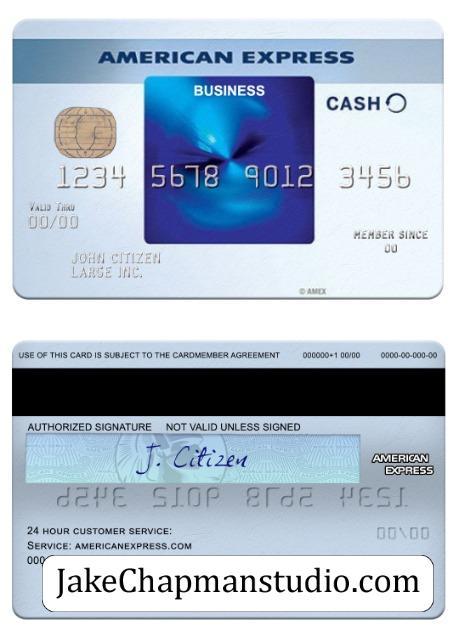 AMERICAN EXPRESS
BUSINESS
CASH
1234 5678 9012 3456
VALID THRU
00/00
MEMBER SINCE
00
JOHN CITIZEN
LARGE INC.
© AMEX
USE OF THIS CARD IS SUBJECT TO THE CARDMEMBER AGREEMENT 000000+1 00/00 0000-00-000-00
AUTHORIZED SIGNATURE NOT VALID UNLESS SIGNED
J. Citizen
AMERICAN
EXPRESS
1234 5678 9012 3456
00/00
24 HOUR CUSTOMER SERVICE:
SERVICE: AMERICANEXPRESS.COM
000
JakeChapmanstudio.com